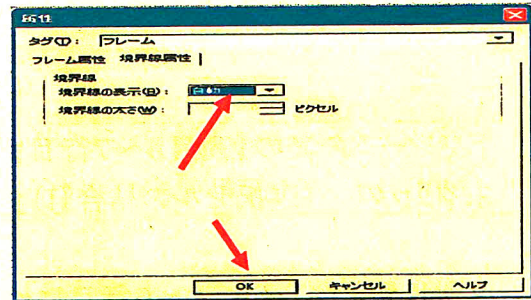 属性
タグ(T): フレーム
フレーム属性 境界線属性
境界線
境界線の表示(B): 自動
境界線の太さ(W): ピクセル
OK キャンセル ヘルプ